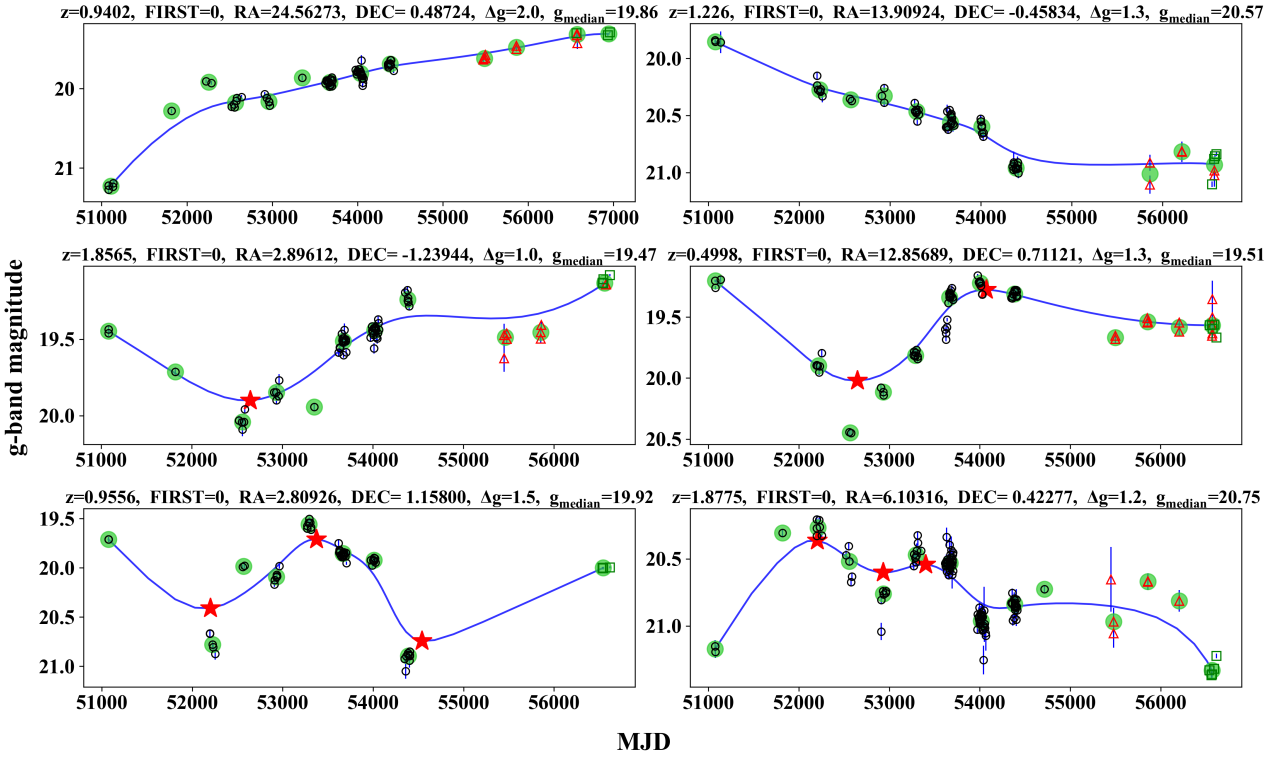 z=0.9402, FIRST=0, RA=24.56273, DEC= 0.48724, Δg=2.0, gmedian=19.86
20
21
51000 52000 53000 54000 55000 56000 57000
z=1.226, FIRST=0, RA=13.90924, DEC= -0.45834, Δg=1.3, gmedian=20.57
20.0
20.5
21.0
51000 52000 53000 54000 55000 56000
g-band magnitude
z=1.8565, FIRST=0, RA=2.89612, DEC= -1.23944, Δg=1.0, gmedian=19.47
19.5
20.0
51000 52000 53000 54000 55000 56000
z=0.4998, FIRST=0, RA=12.85689, DEC= 0.71121, Δg=1.3, gmedian=19.51
19.5
20.0
20.5
51000 52000 53000 54000 55000 56000
z=0.9556, FIRST=0, RA=2.80926, DEC= 1.15800, Δg=1.5, gmedian=19.92
19.5
20.0
20.5
21.0
51000 52000 53000 54000 55000 56000
z=1.8775, FIRST=0, RA=6.10316, DEC= 0.42277, Δg=1.2, gmedian=20.75
20.5
21.0
51000 52000 53000 54000 55000 56000
MJD